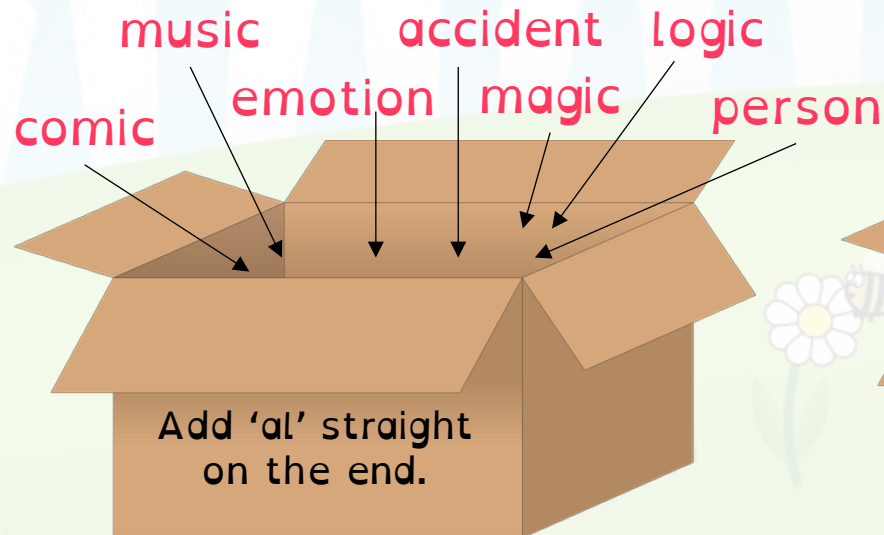 music accident logic
emotion magic person
comic
Add ‘al’ straight
on the end.